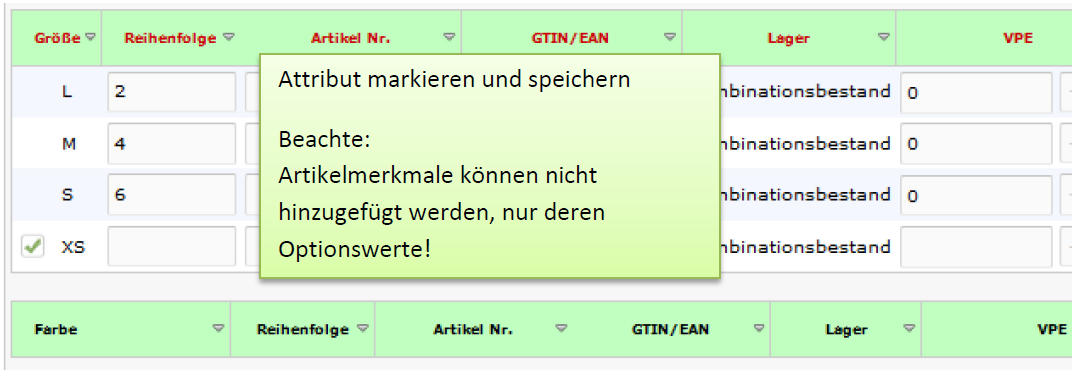 Größe Reihenfolge Artikel Nr. GTIN/EAN Lager VPE
L 2 mbinationsbestand 0
M 4 mbinationsbestand 0
S 6 mbinationsbestand 0
XS mbinationsbestand
Attribut markieren und speichern
Beachte:
Artikelmerkmale können nicht
hinzugefügt werden, nur deren
Optionswerte!
Farbe Reihenfolge Artikel Nr. GTIN/EAN Lager VPE